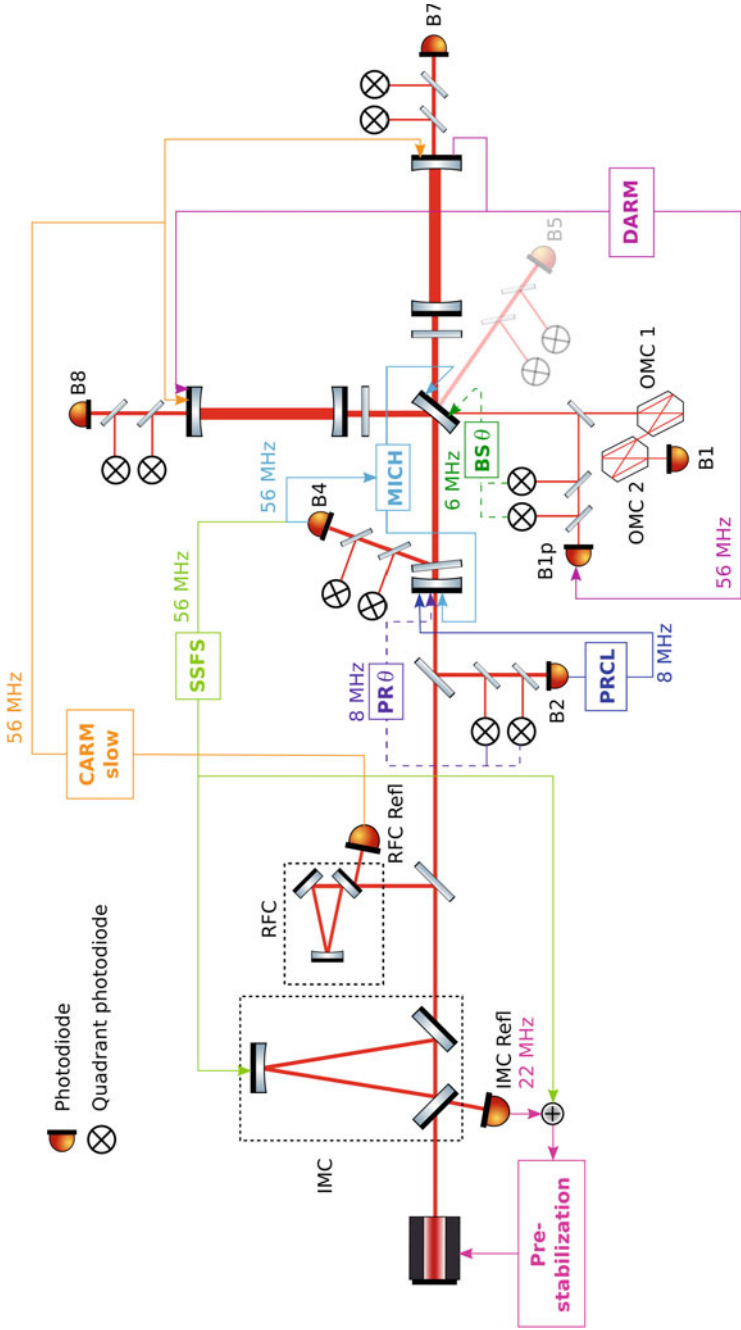 Photodiode
Quadrant photodiode
IMC
RFC
RFC Refl
IMC Refl
22 MHz
Pre-
stabilization
CARM
slow
56 MHz
SSFS
56 MHz
56 MHz
MICH
B4
B8
B7
B5
8 MHz
PRθ
B2
PRCL
8 MHz
6 MHz
BSθ
B1p
OMC 2
OMC 1
B1
DARM
56 MHz